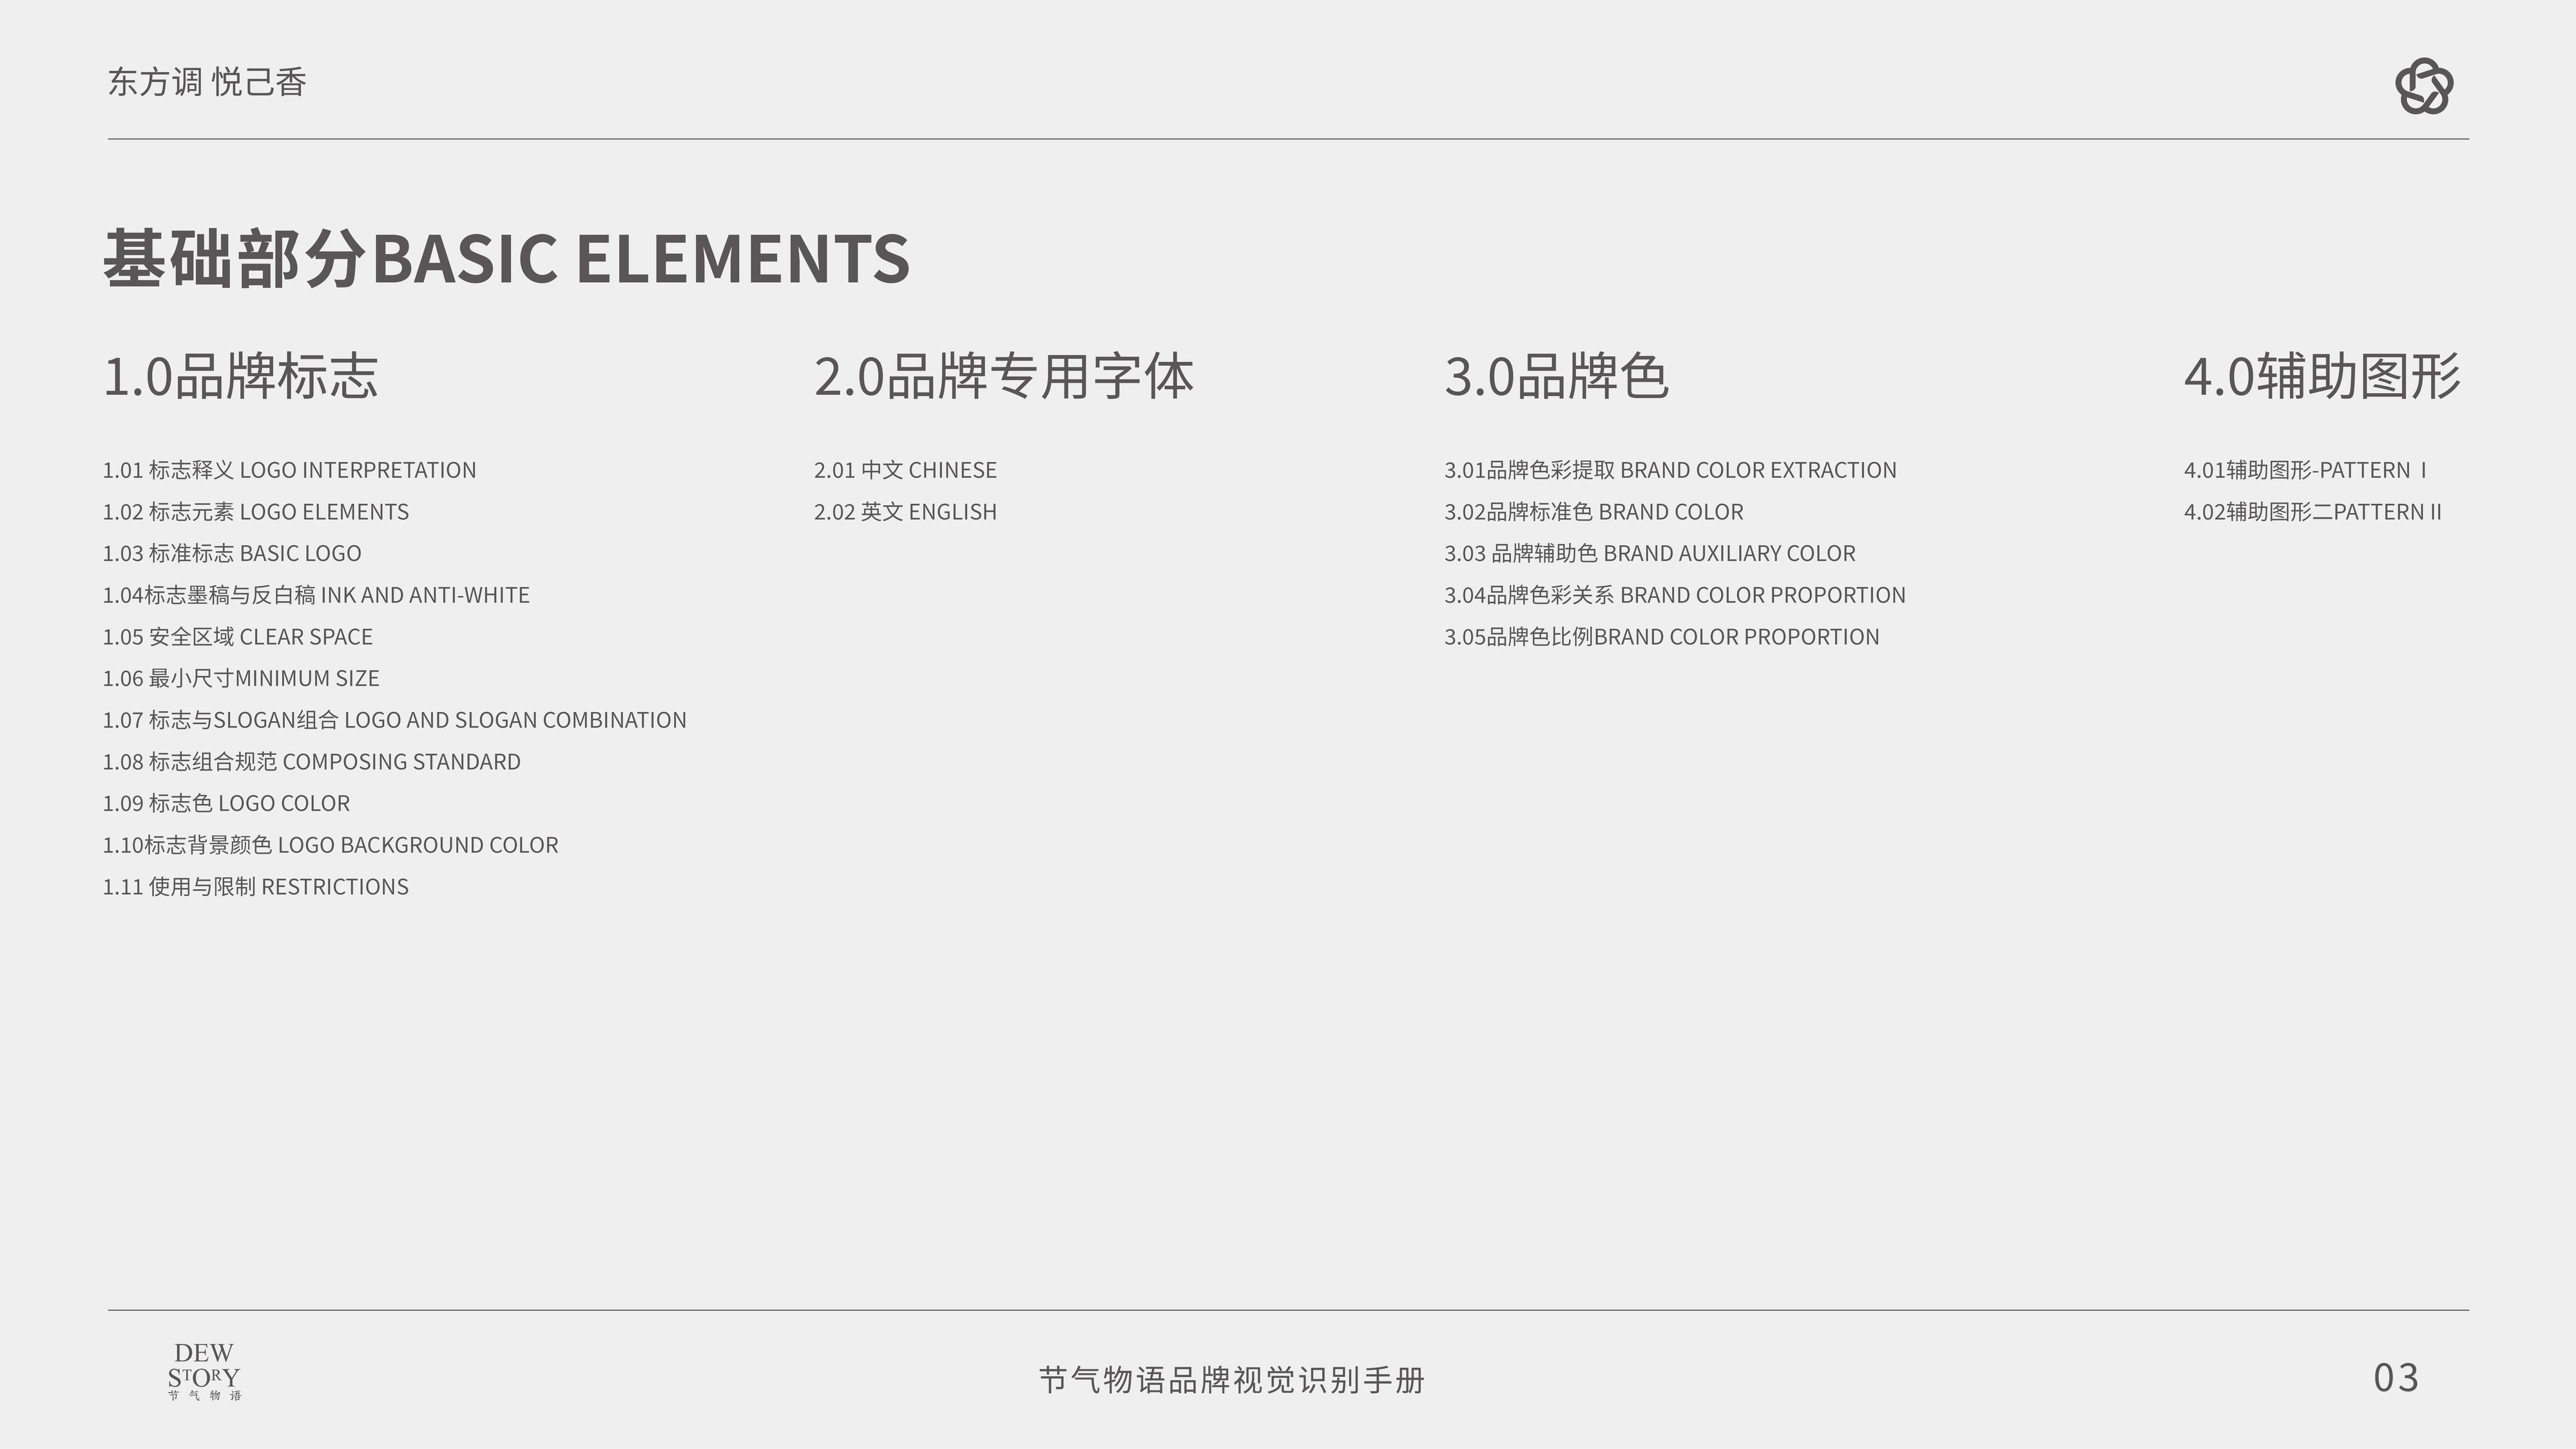 东方调 悦己香
基础部分BASIC ELEMENTS
1.0品牌标志
1.01 标志释义 LOGO INTERPRETATION
1.02 标志元素 LOGO ELEMENTS
1.03 标准标志 BASIC LOGO
1.04标志墨稿与反白稿 INK AND ANTI-WHITE
1.05 安全区域 CLEAR SPACE
1.06 最小尺寸MINIMUM SIZE
1.07 标志与SLOGAN组合 LOGO AND SLOGAN COMBINATION
1.08 标志组合规范 COMPOSING STANDARD
1.09 标志色 LOGO COLOR
1.10标志背景颜色 LOGO BACKGROUND COLOR
1.11 使用与限制 RESTRICTIONS
2.0品牌专用字体
2.01 中文 CHINESE
2.02 英文 ENGLISH
3.0品牌色
3.01品牌色彩提取 BRAND COLOR EXTRACTION
3.02品牌标准色 BRAND COLOR
3.03 品牌辅助色 BRAND AUXILIARY COLOR
3.04品牌色彩关系 BRAND COLOR PROPORTION
3.05品牌色比例BRAND COLOR PROPORTION
4.0辅助图形
4.01辅助图形-PATTERN Ⅰ
4.02辅助图形二PATTERN II
DEW
STORY
节气物语
节气物语品牌视觉识别手册
03